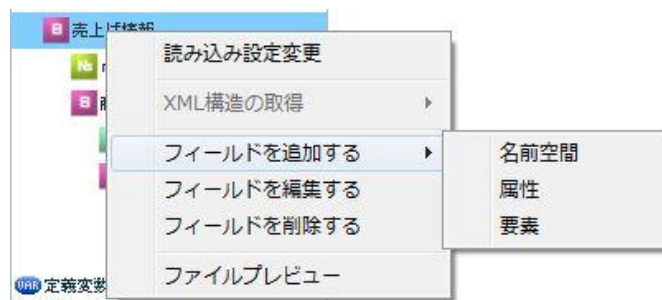 売上げ情報
読み込み設定変更
XML構造の取得
フィールドを追加する
名前空間
フィールドを編集する
属性
フィールドを削除する
要素
ファイルプレビュー
定義変数